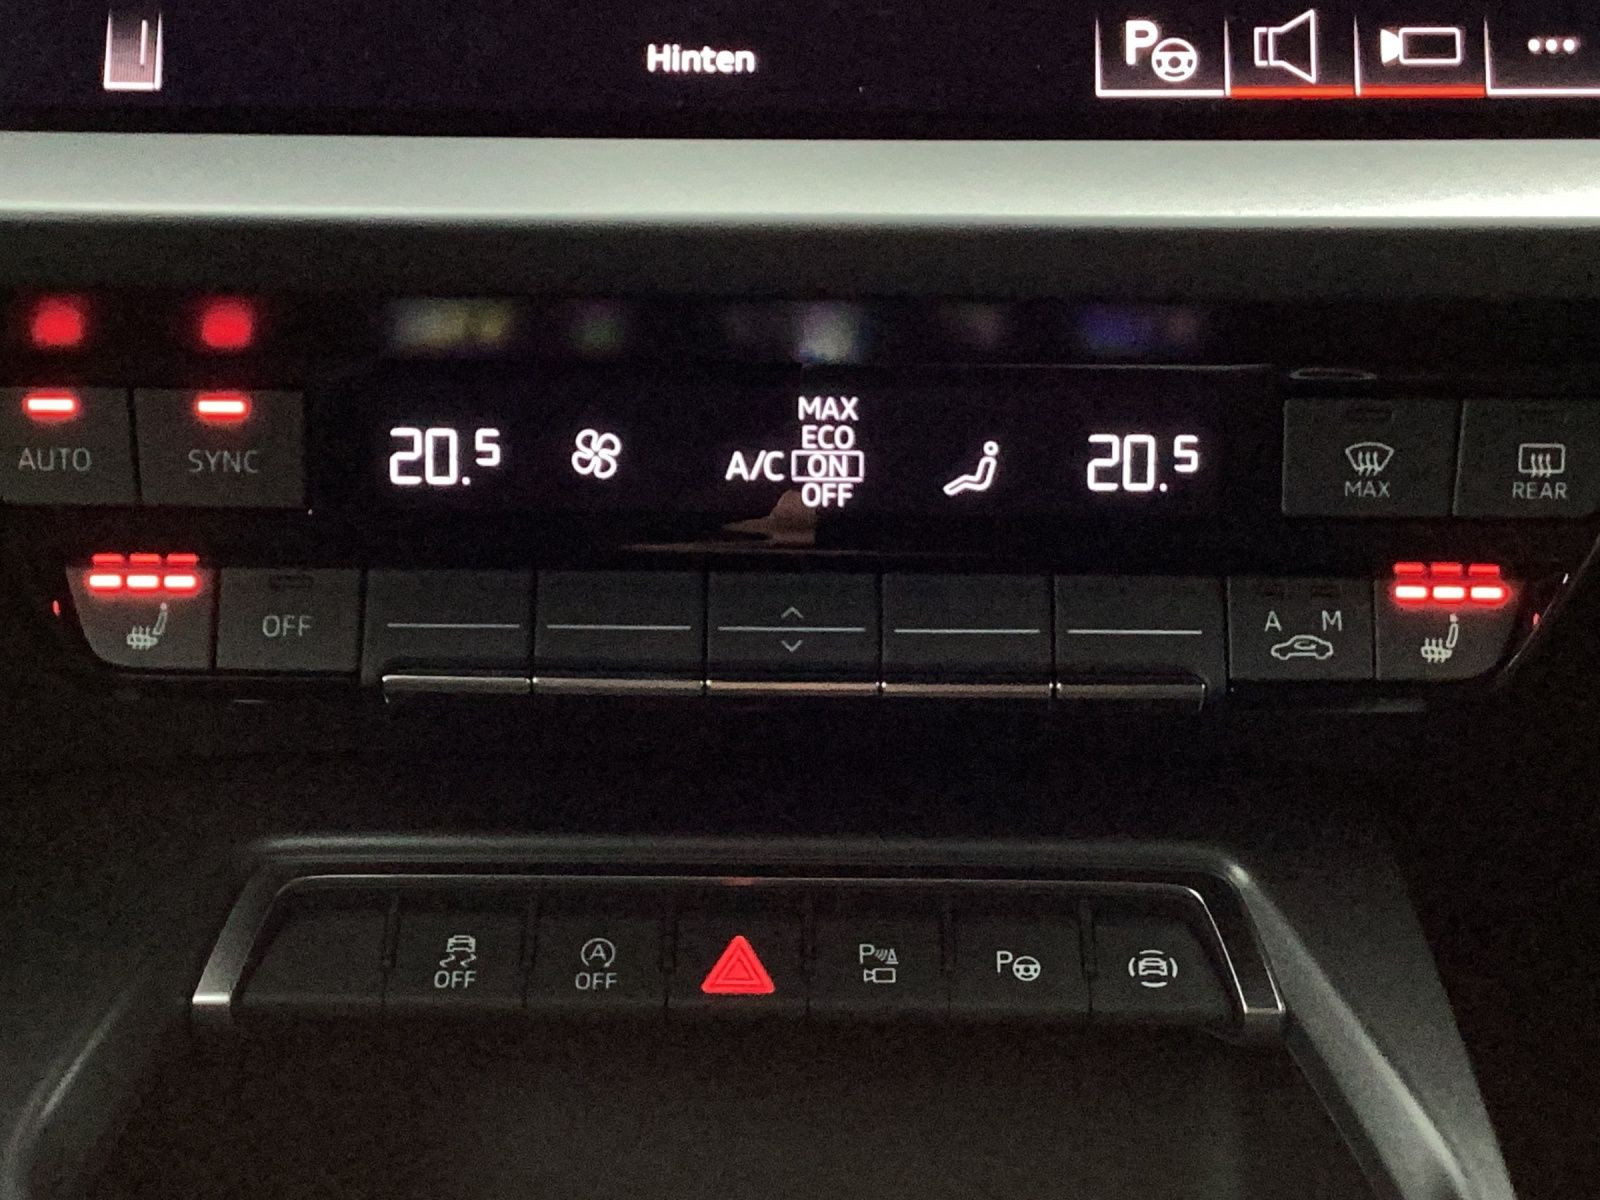 Hinten
P
AUTO
SYNC
20.5
A/C
MAX
ECO
ON
OFF
20.5
MAX
REAR
OFF
A M
OFF
A
OFF
P
P